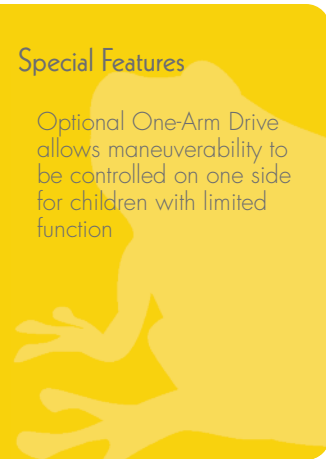 Special Features
Optional One-Arm Drive
allows maneuverability to
be controlled on one side
for children with limited
function